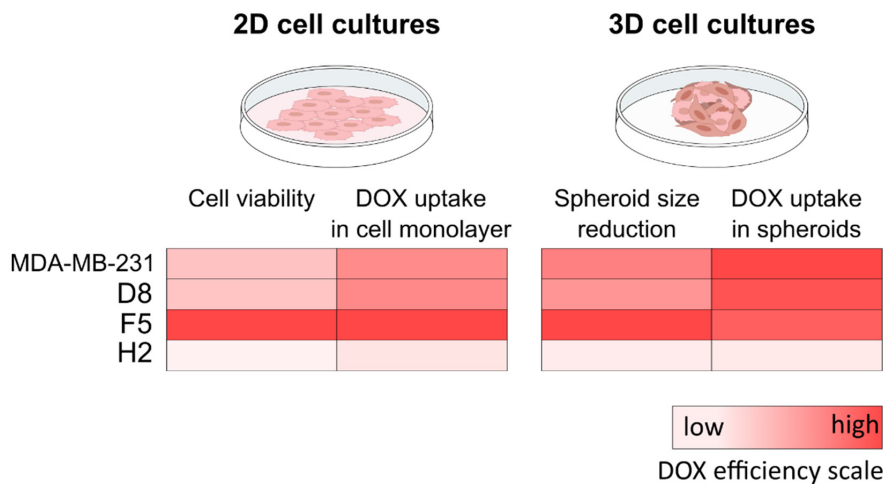 2D cell cultures
3D cell cultures
Cell viability
DOX uptake
in cell monolayer
Spheroid size
reduction
DOX uptake
in spheroids
MDA-MB-231
D8
F5
H2
low
high
DOX efficiency scale